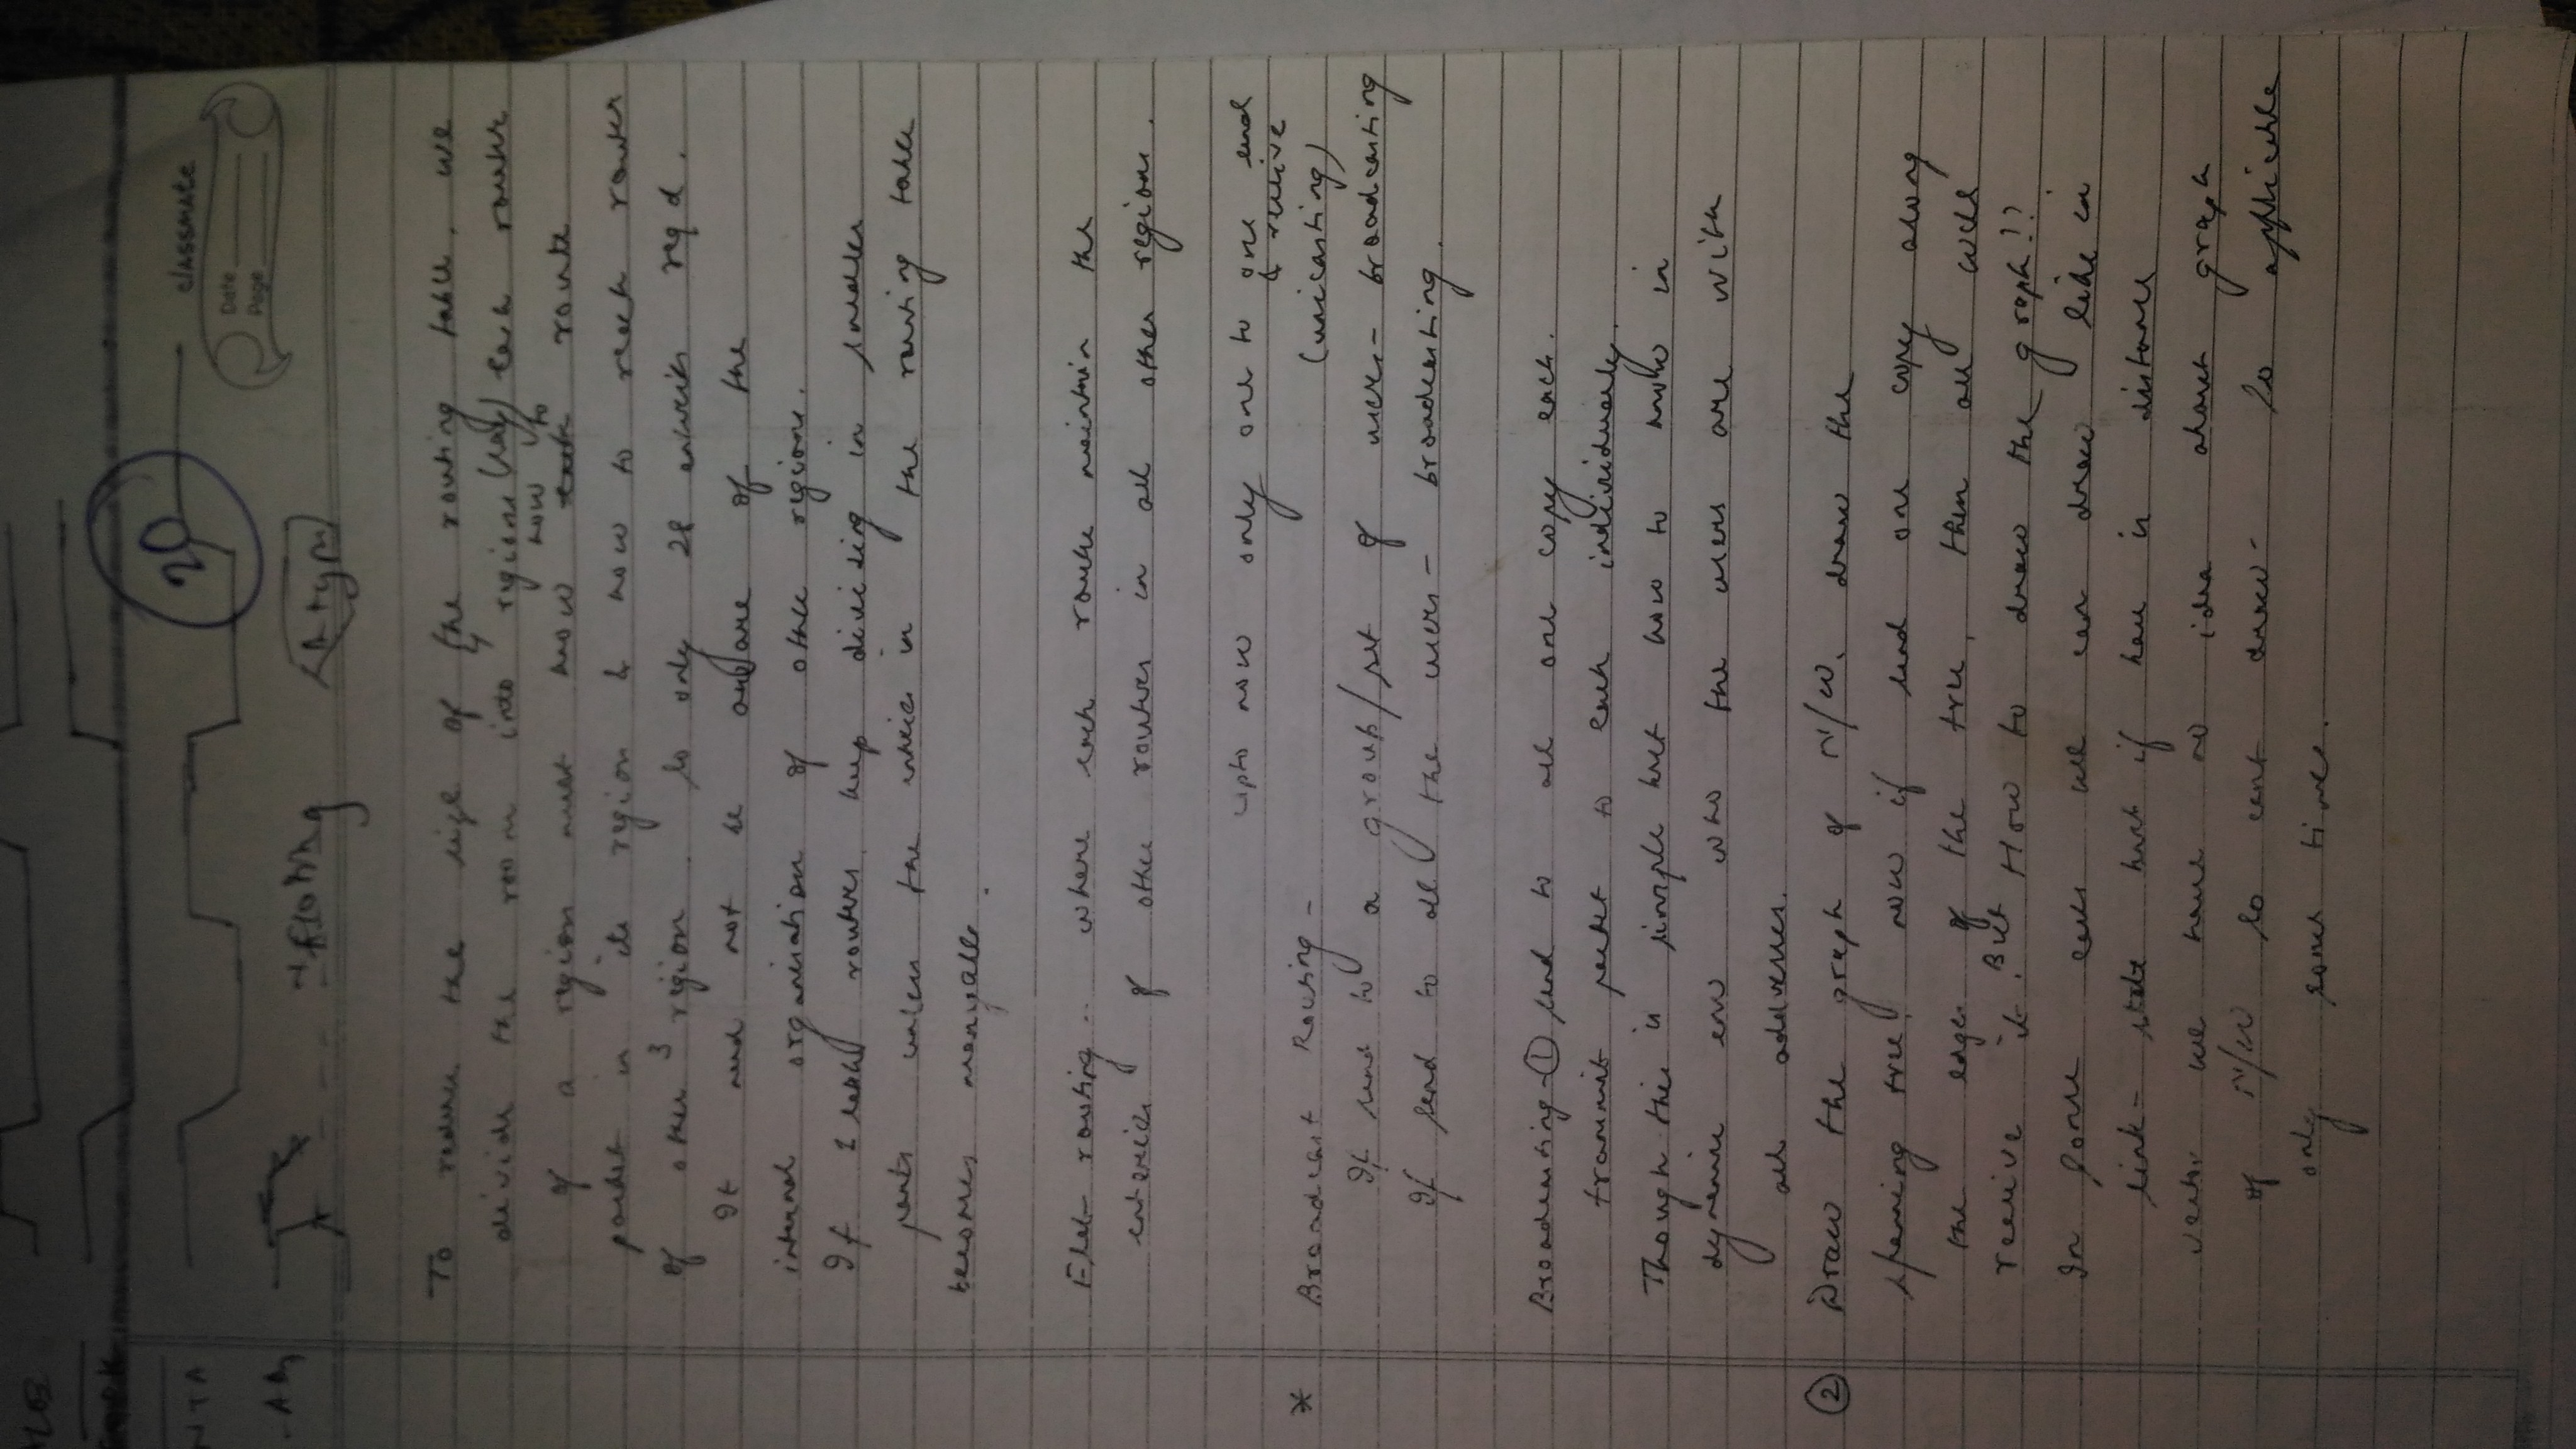 classmate
Date
Page
20
To reduce the size of the routing table, we
divide the room into regions (say) each router
of a region must know how to route
packet in its region & how to reach router
of other 3 region. So only 28 entries reqd.
It need not be aware of the
internal organisation of other regions.
If 1 leave routers keep dividing in smaller
parts unless the entries in the routing table
becomes manageable.
Flat routing .. where each router maintain the
enteries of other routers in all other regions.
upto now only one to one send
& receive
(unicasting)
* Broadcast Routing -
If send to a group/set of users - broadcasting
If send to all the users - broadcasting.
Broadcasting - ① send to all one copy each.
transmit packet to each individually.
Though this is simple but how to know in
dynamic env who the users are with
all addresses.
② Draw the graph of N/W, draw the
spanning tree, now if send one copy along
the edges of the tree, then all will
receive it. But How to draw the graph??
In some cases we can draw like in
link-state but if have is distance
vector we have no idea about graph
of N/W so cant draw. So applicable
only some time.